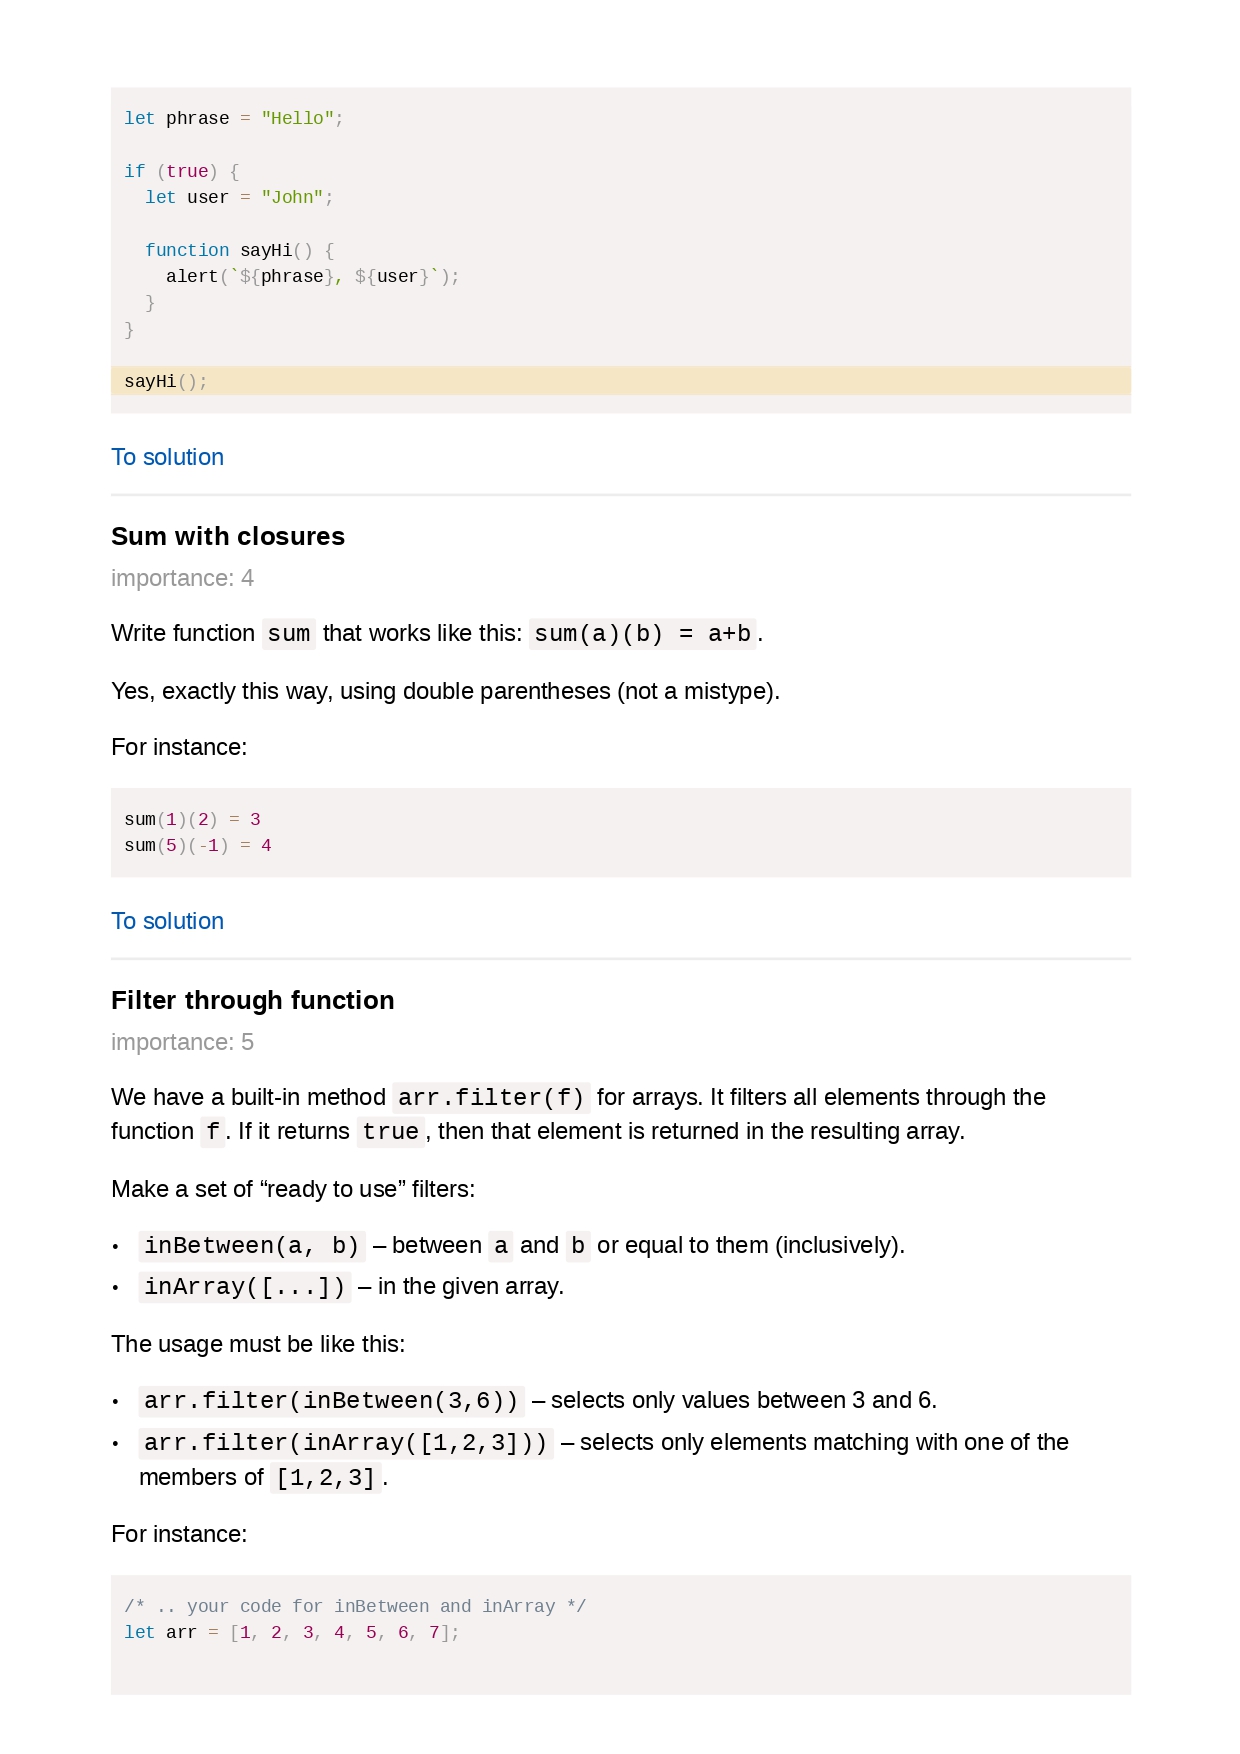 let phrase = "Hello";
if (true) {
  let user = "John";
  function sayHi() {
    alert(`${phrase}, ${user}`);
  }
}
sayHi();
To solution
Sum with closures
importance: 4
Write function sum that works like this: sum(a)(b) = a+b.
Yes, exactly this way, using double parentheses (not a mistype).
For instance:
sum(1)(2) = 3
sum(5)(-1) = 4
To solution
Filter through function
importance: 5
We have a built-in method arr.filter(f) for arrays. It filters all elements through the
function f. If it returns true, then that element is returned in the resulting array.
Make a set of “ready to use” filters:
• inBetween(a, b) – between a and b or equal to them (inclusively).
• inArray([...]) – in the given array.
The usage must be like this:
• arr.filter(inBetween(3,6)) – selects only values between 3 and 6.
• arr.filter(inArray([1,2,3])) – selects only elements matching with one of the
members of [1,2,3].
For instance:
/* .. your code for inBetween and inArray */
let arr = [1, 2, 3, 4, 5, 6, 7];